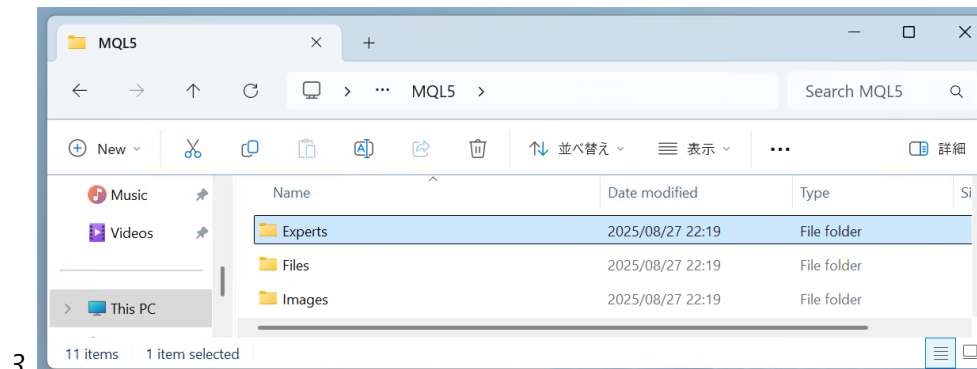 MQL5
MQL5
Search MQL5
New
並べ替え
表示
詳細
Music
Videos
This PC
Name
Date modified
Type
Si
Experts
2025/08/27 22:19
File folder
Files
2025/08/27 22:19
File folder
Images
2025/08/27 22:19
File folder
11 items
1 item selected
3